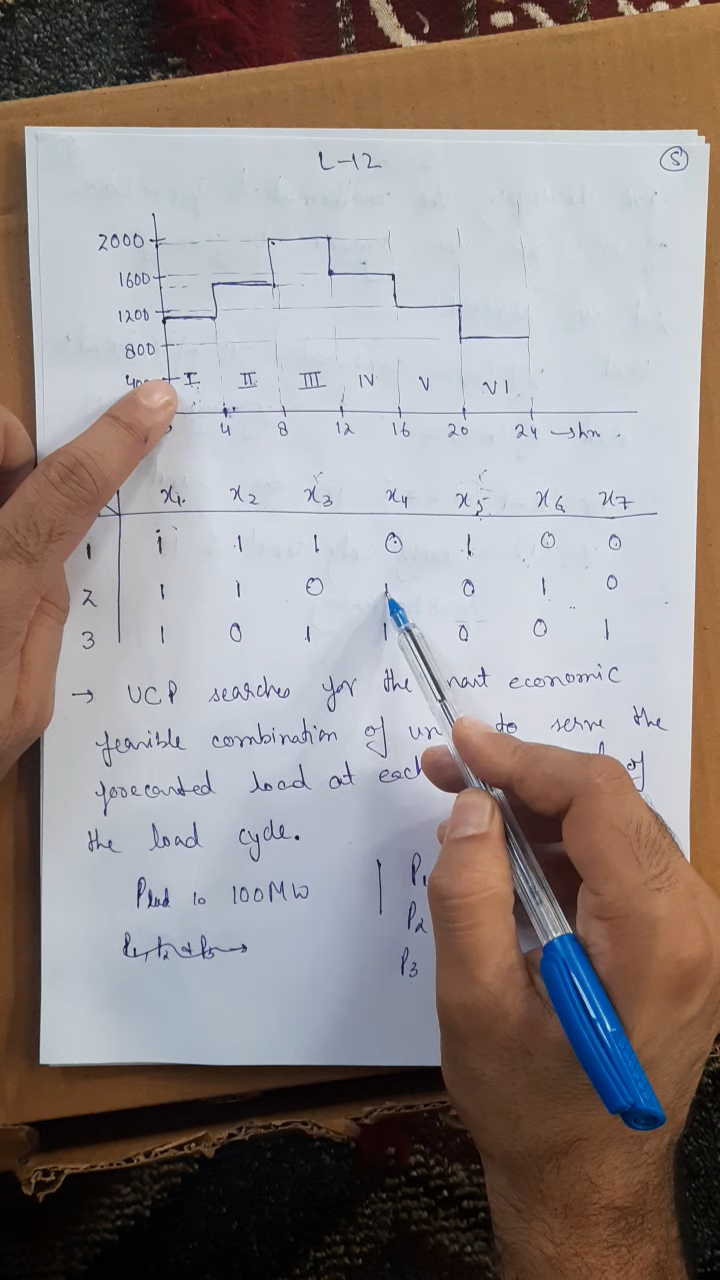 L-12
5
2000
1600
1200
800
I II III IV V VI
4 8 12 16 20 24 → hrs.
x1 x2 x3 x4 x5 x6 x7
1 1 1 1 0 1 0 0
2 1 1 0 1 0 1 0
3 1 0 1 1 0 0 1
→ UCP searches for the most economic
feasible combination of to serve the
forecasted load at each of
the load cycle.
Pload is 100MW
P1
P2
P3